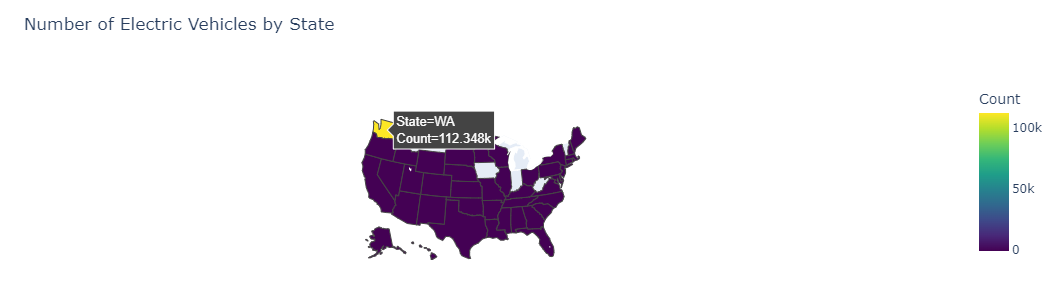 Number of Electric Vehicles by State
State=WA
Count=112.348k
Count
100k
50k
0